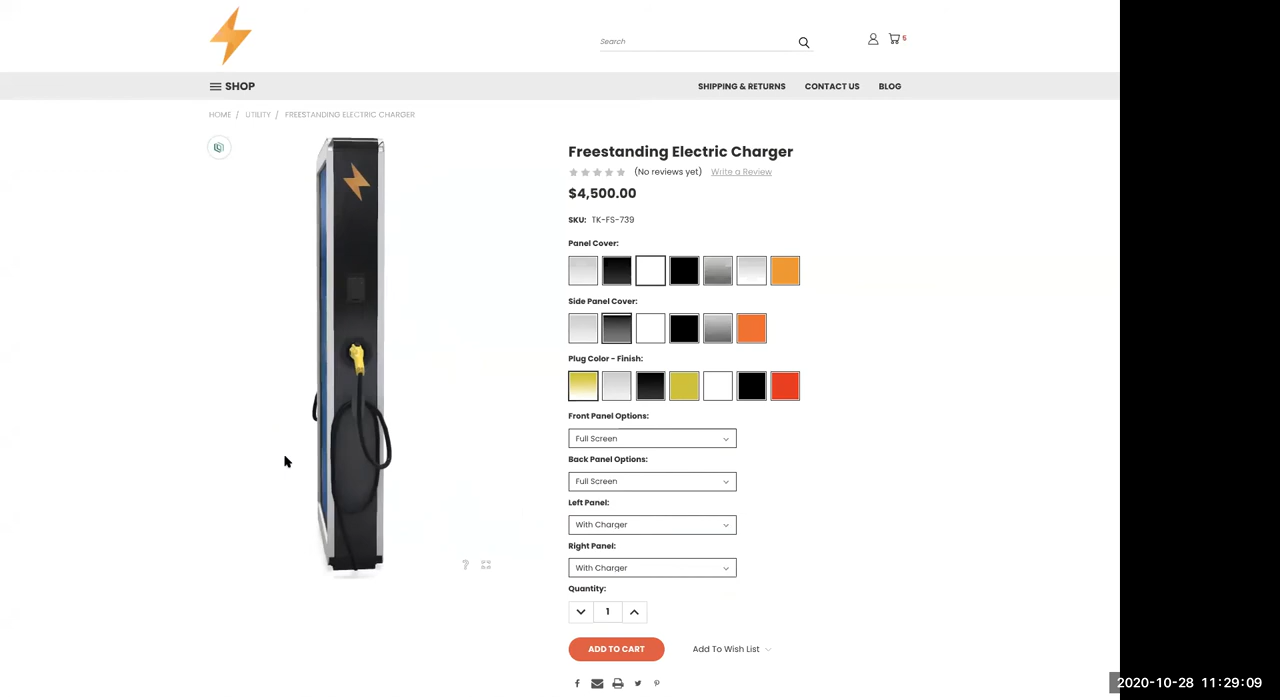 Search
5
SHOP
SHIPPING & RETURNS
CONTACT US
BLOG
HOME / UTILITY / FREESTANDING ELECTRIC CHARGER
Freestanding Electric Charger
(No reviews yet) Write a Review
$4,500.00
SKU: TK-FS-739
Panel Cover:
Side Panel Cover:
Plug Color - Finish:
Front Panel Options:
Full Screen
Back Panel Options:
Full Screen
Left Panel:
With Charger
Right Panel:
With Charger
?
Quantity:
1
ADD TO CART
Add To Wish List
2020-10-28 11:29:09